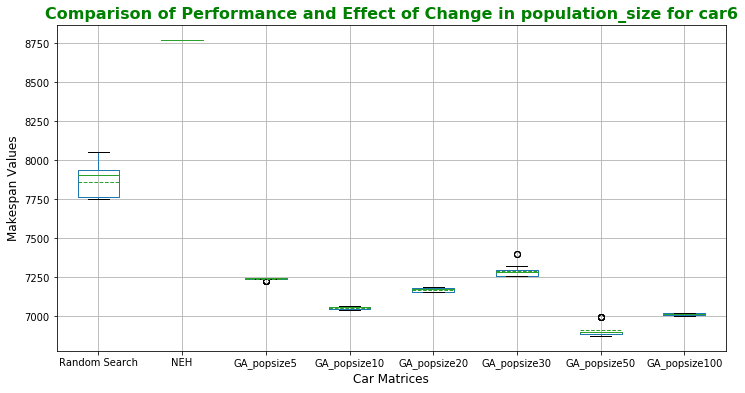 Comparison of Performance and Effect of Change in population_size for car6
Makespan Values
8750
8500
8250
8000
7750
7500
7250
7000
Random Search NEH GA_popsize5 GA_popsize10 GA_popsize20 GA_popsize30 GA_popsize50 GA_popsize100
Car Matrices